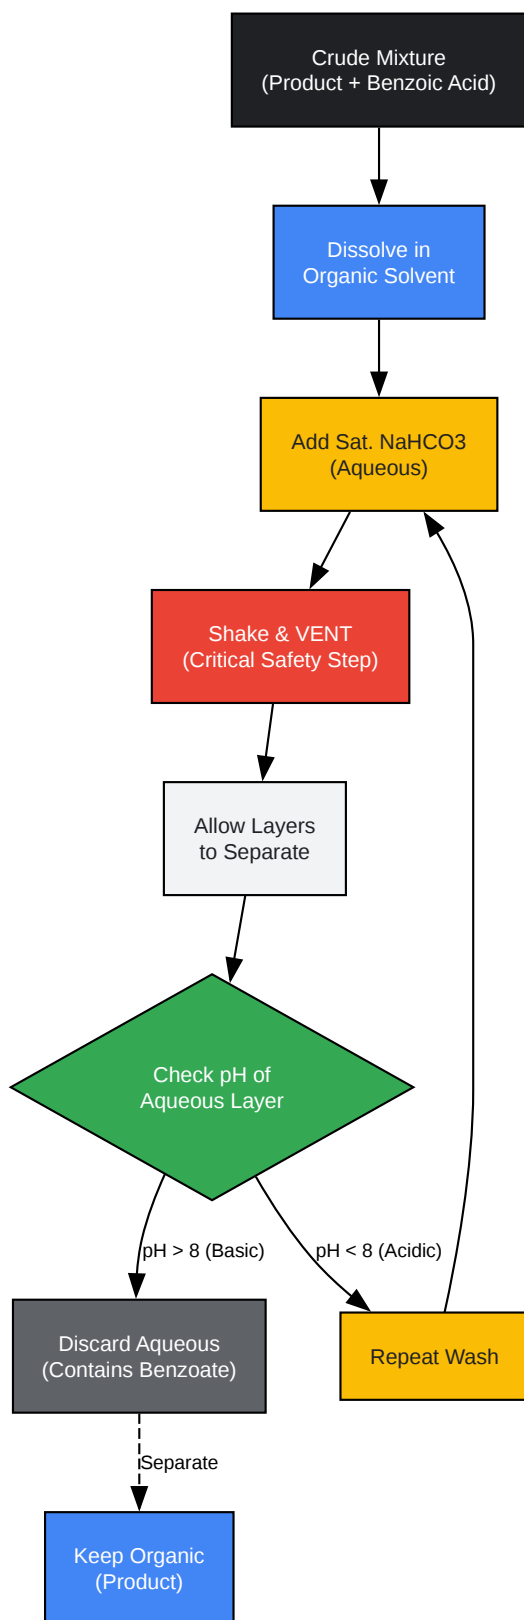 Crude Mixture
(Product + Benzoic Acid)
Dissolve in
Organic Solvent
Add Sat. NaHCO3
(Aqueous)
Shake & VENT
(Critical Safety Step)
Allow Layers
to Separate
Check pH of
Aqueous Layer
pH > 8 (Basic)
pH < 8 (Acidic)
Discard Aqueous
(Contains Benzoate)
Repeat Wash
Separate
Keep Organic
(Product)